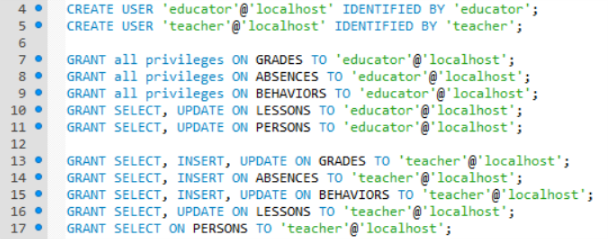 4 CREATE USER 'educator'@'localhost' IDENTIFIED BY 'educator';
5 CREATE USER 'teacher'@'localhost' IDENTIFIED BY 'teacher';
6
7 GRANT all privileges ON GRADES TO 'educator'@'localhost';
8 GRANT all privileges ON ABSENCES TO 'educator'@'localhost';
9 GRANT all privileges ON BEHAVIORS TO 'educator'@'localhost';
10 GRANT SELECT, UPDATE ON LESSONS TO 'educator'@'localhost';
11 GRANT SELECT, UPDATE ON PERSONS TO 'educator'@'localhost';
12
13 GRANT SELECT, INSERT, UPDATE ON GRADES TO 'teacher'@'localhost';
14 GRANT SELECT, INSERT ON ABSENCES TO 'teacher'@'localhost';
15 GRANT SELECT, INSERT, UPDATE ON BEHAVIORS TO 'teacher'@'localhost';
16 GRANT SELECT, UPDATE ON LESSONS TO 'teacher'@'localhost';
17 GRANT SELECT ON PERSONS TO 'teacher'@'localhost';